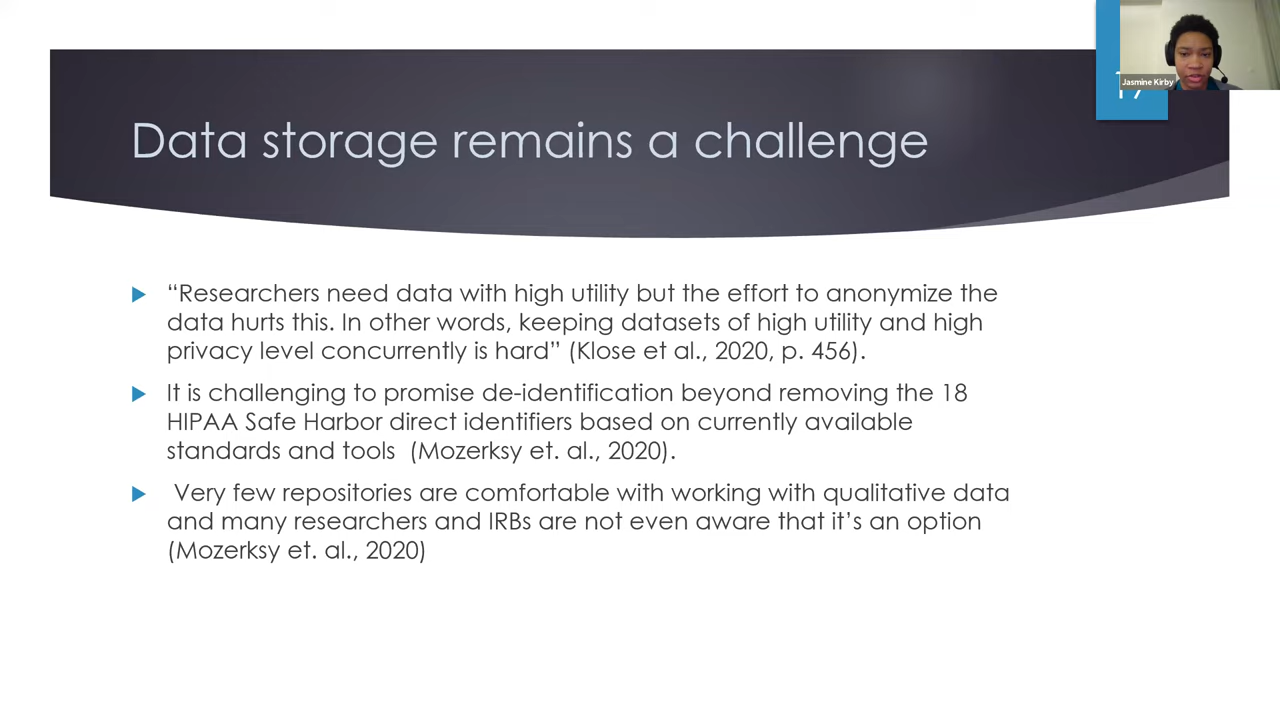 Jasmine Kirby
Data storage remains a challenge
“Researchers need data with high utility but the effort to anonymize the
data hurts this. In other words, keeping datasets of high utility and high
privacy level concurrently is hard” (Klose et al., 2020, p. 456).
It is challenging to promise de-identification beyond removing the 18
HIPAA Safe Harbor direct identifiers based on currently available
standards and tools  (Mozerksy et. al., 2020).
Very few repositories are comfortable with working with qualitative data
and many researchers and IRBs are not even aware that it’s an option
(Mozerksy et. al., 2020)